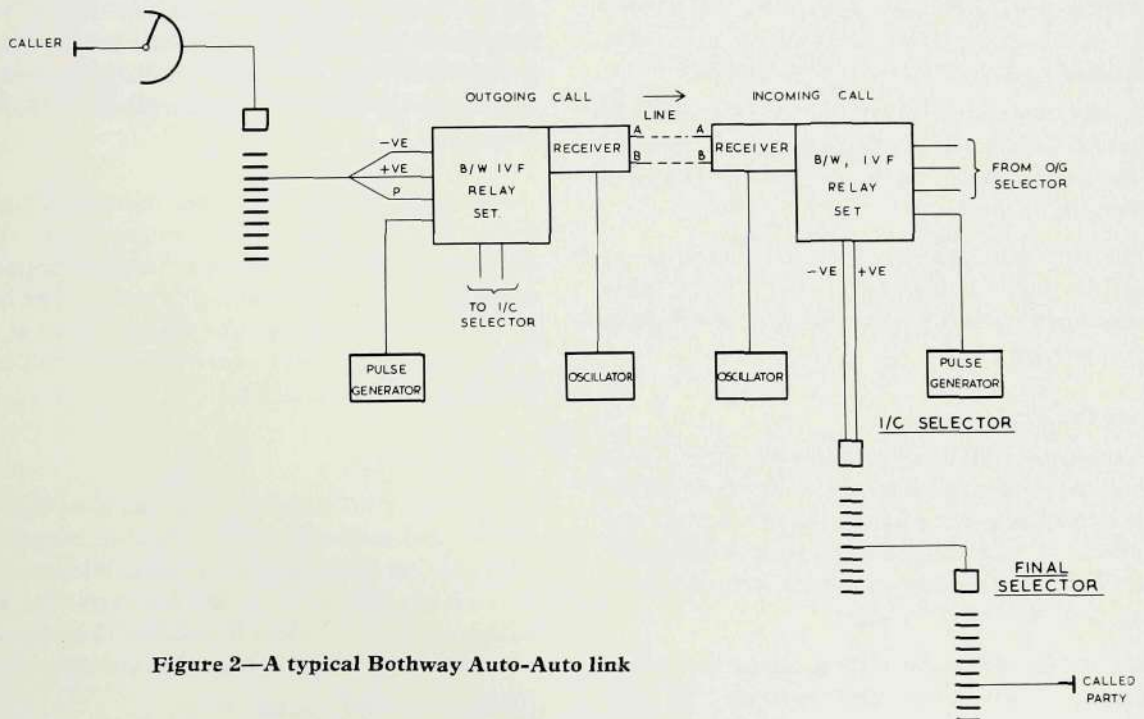 CALLER
OUTGOING CALL
INCOMING CALL
LINE
-VE
+VE
P
B/W IVF
RELAY
SET.
RECEIVER
A
B
A
B
RECEIVER
B/W, IVF
RELAY
SET
FROM O/G
SELECTOR
TO I/C
SELECTOR
-VE
+VE
PULSE
GENERATOR
OSCILLATOR
OSCILLATOR
PULSE
GENERATOR
I/C SELECTOR
FINAL
SELECTOR
CALLED
PARTY
Figure 2—A typical Bothway Auto-Auto link